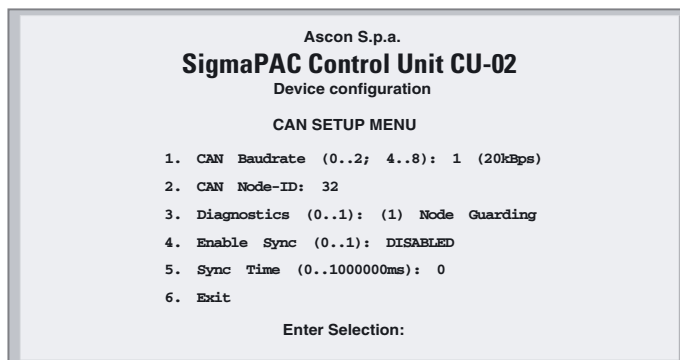 Ascon S.p.a.
SigmaPAC Control Unit CU-02
Device configuration
CAN SETUP MENU
1. CAN Baudrate (0..2; 4..8): 1 (20kBps)
2. CAN Node-ID: 32
3. Diagnostics (0..1): (1) Node Guarding
4. Enable Sync (0..1): DISABLED
5. Sync Time (0..1000000ms): 0
6. Exit
Enter Selection: